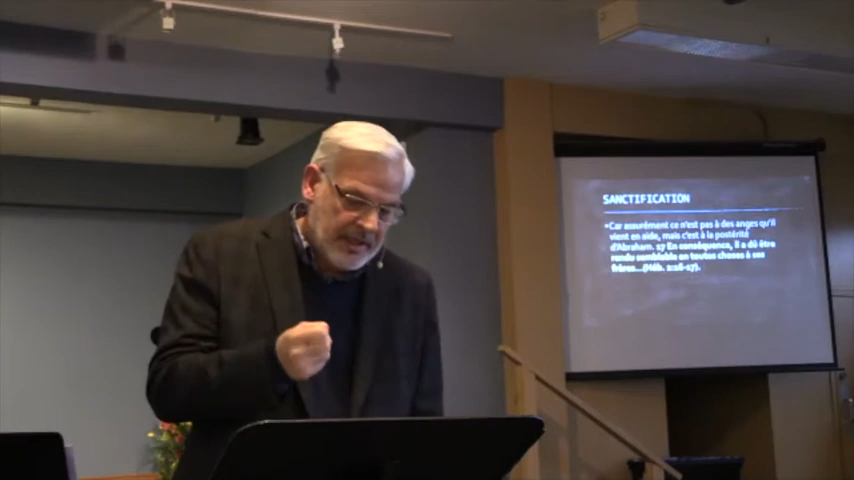 SANCTIFICATION
•Car assurément ce n'est pas à des anges qu'il
vient en aide, mais c'est à la postérité
d'Abraham. 17 En conséquence, il a dû être
rendu semblable en toutes choses à ses
frères...(Héb. 2:16-17).